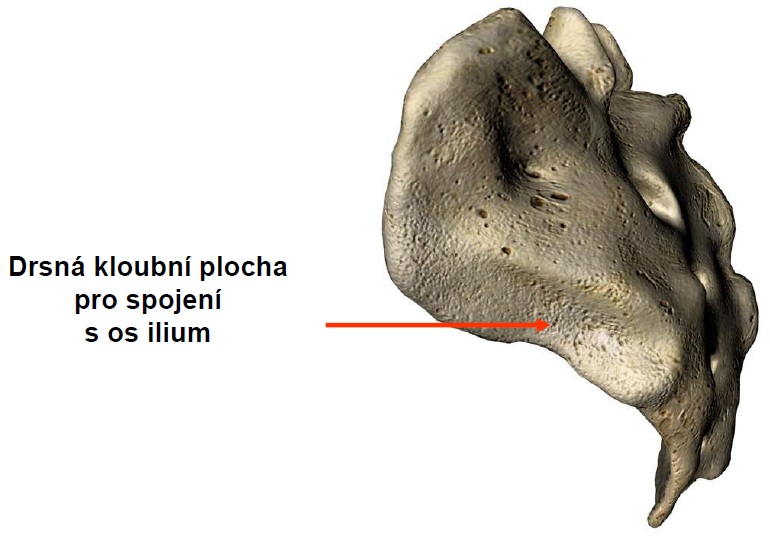 Drsná kloubní plocha
pro spojení
s os ilium